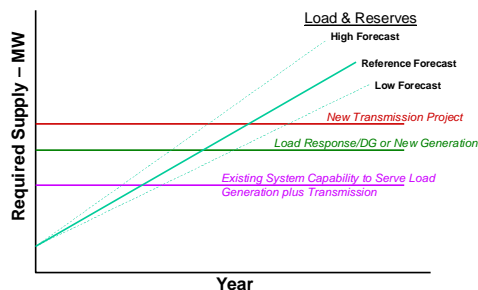 Load & Reserves
High Forecast
Reference Forecast
Low Forecast
New Transmission Project
Load Response/DG or New Generation
Existing System Capability to Serve Load
Generation plus Transmission
Required Supply – MW
Year